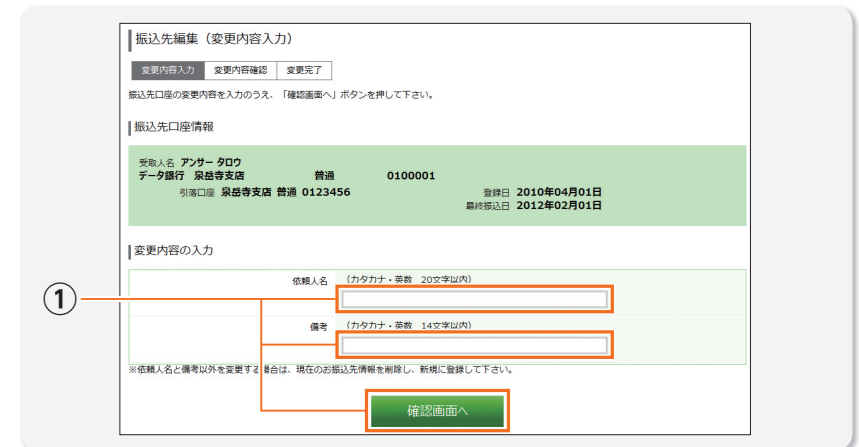 振込先編集（変更内容入力）
変更内容入力 変更内容確認 変更完了
振込先口座の変更内容を入力のうえ、「確認画面へ」ボタンを押して下さい。
振込先口座情報
受取人名 アンサー タロウ
データ銀行 泉岳寺支店 普通 0100001
引落口座 泉岳寺支店 普通 0123456 登録日 2010年04月01日
最終振込日 2012年02月01日
変更内容の入力
依頼人名 （カタカナ・英数 20文字以内）
①
備考 （カタカナ・英数 14文字以内）
※依頼人名と備考以外を変更する場合は、現在のお振込先情報を削除し、新規に登録して下さい。
確認画面へ